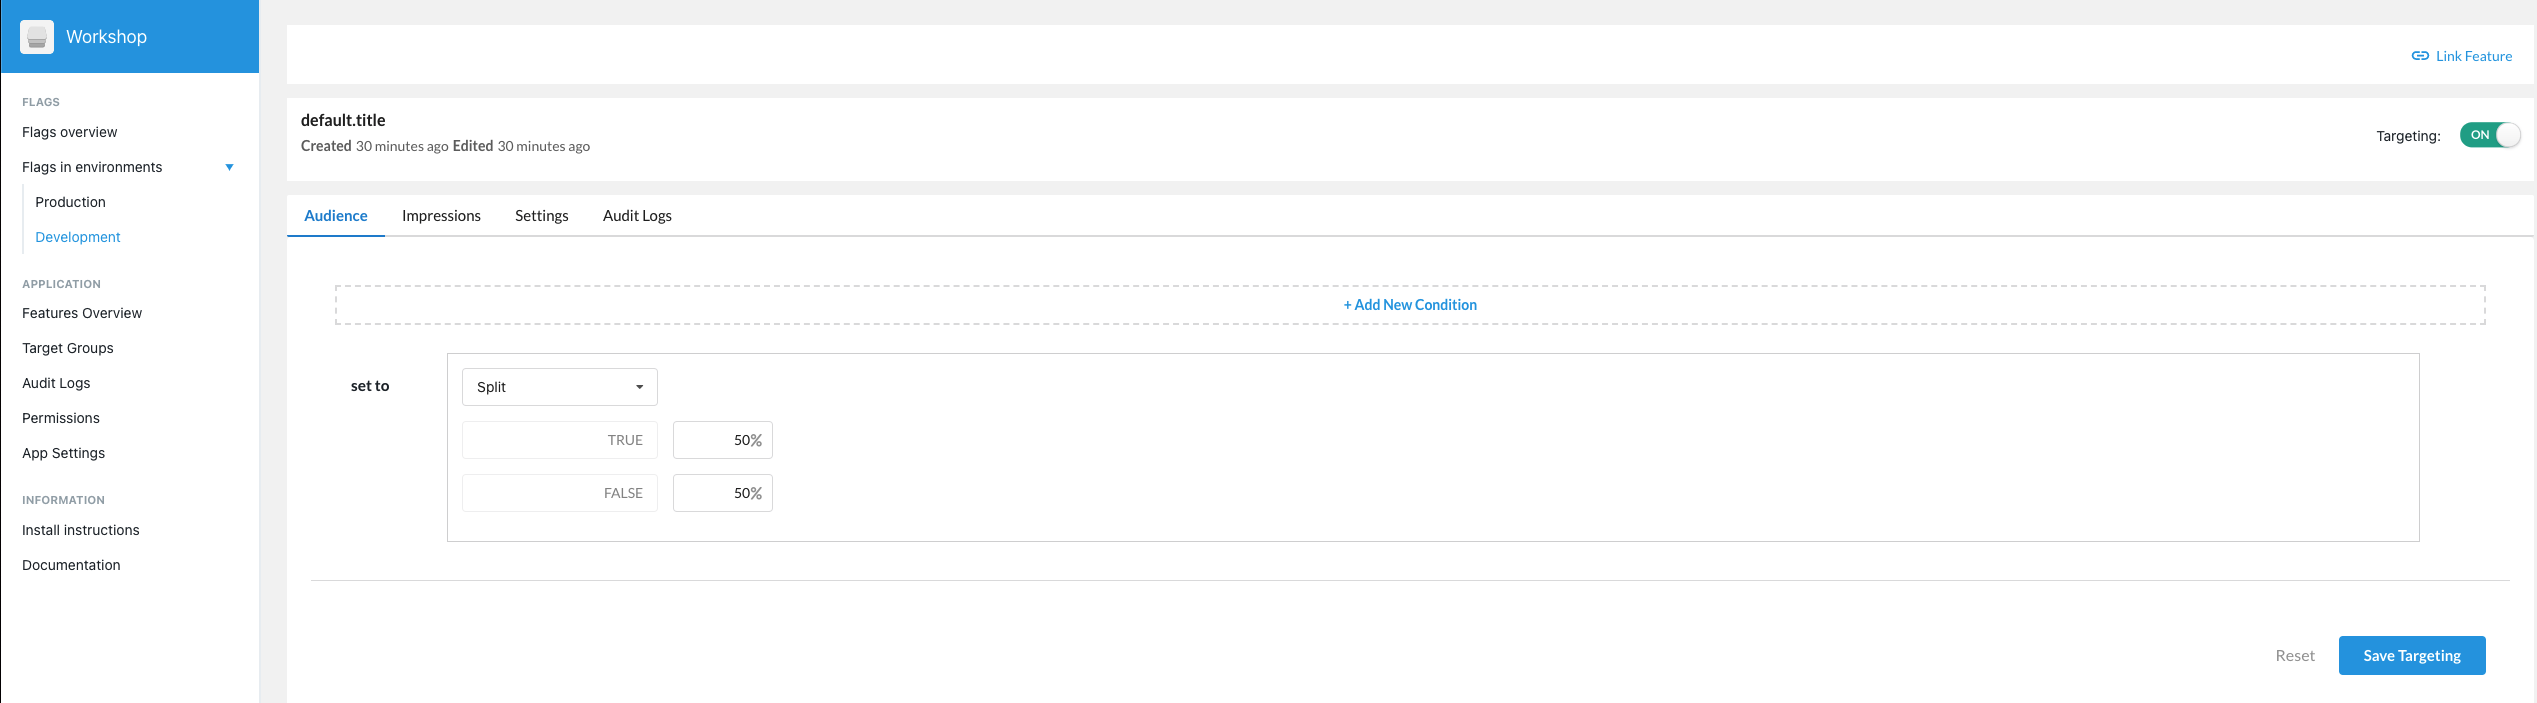 Workshop
FLAGS
Flags overview
Flags in environments
Production
Development
APPLICATION
Features Overview
Target Groups
Audit Logs
Permissions
App Settings
INFORMATION
Install instructions
Documentation
Link Feature
default.title
Created 30 minutes ago Edited 30 minutes ago
Targeting: ON
Audience Impressions Settings Audit Logs
+ Add New Condition
set to Split
TRUE 50%
FALSE 50%
Reset Save Targeting